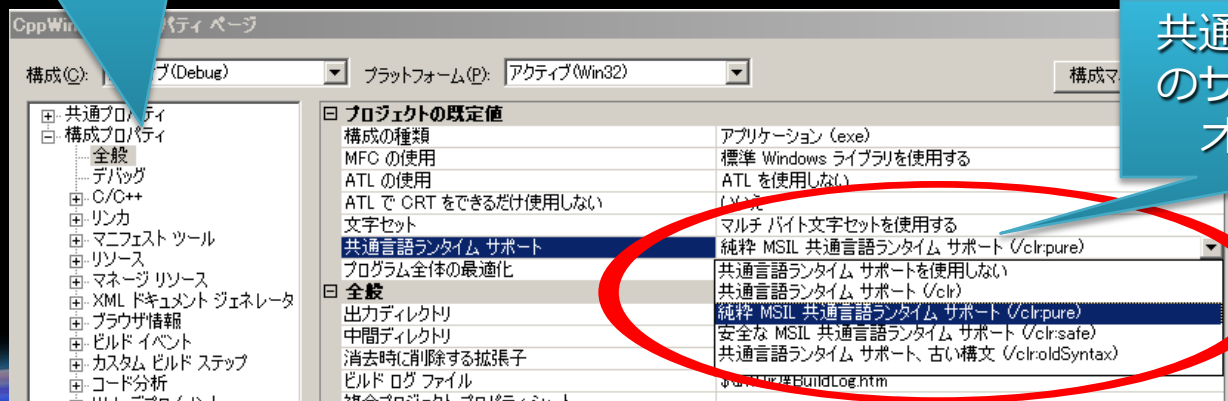 CppWin ティ ページ
共通
のサ
構成(C): ブ(Debug) プラットフォーム(P): アクティブ(Win32) 構成マ
共通プロパティ
構成プロパティ
全般
デバッグ
C/C++
リンカ
マニフェスト ツール
リソース
マネージ リソース
XML ドキュメント ジェネレータ
ブラウザ情報
ビルド イベント
カスタム ビルド ステップ
コード分析
プロジェクトの既定値
構成の種類 アプリケーション (exe)
MFC の使用 標準 Windows ライブラリを使用する
ATL の使用 ATL を使用しない
ATL で CRT をできるだけ使用しない いいえ
文字セット マルチ バイト文字セットを使用する
共通言語ランタイム サポート 純粋 MSIL 共通言語ランタイム サポート (/clr:pure)
プログラム全体の最適化
共通言語ランタイム サポートを使用しない
共通言語ランタイム サポート (/clr)
純粋 MSIL 共通言語ランタイム サポート (/clr:pure)
安全な MSIL 共通言語ランタイム サポート (/clr:safe)
共通言語ランタイム サポート、古い構文 (/clr:oldSyntax)
全般
出力ディレクトリ
中間ディレクトリ
消去時に削除する拡張子
ビルド ログ ファイル BuildLog.htm